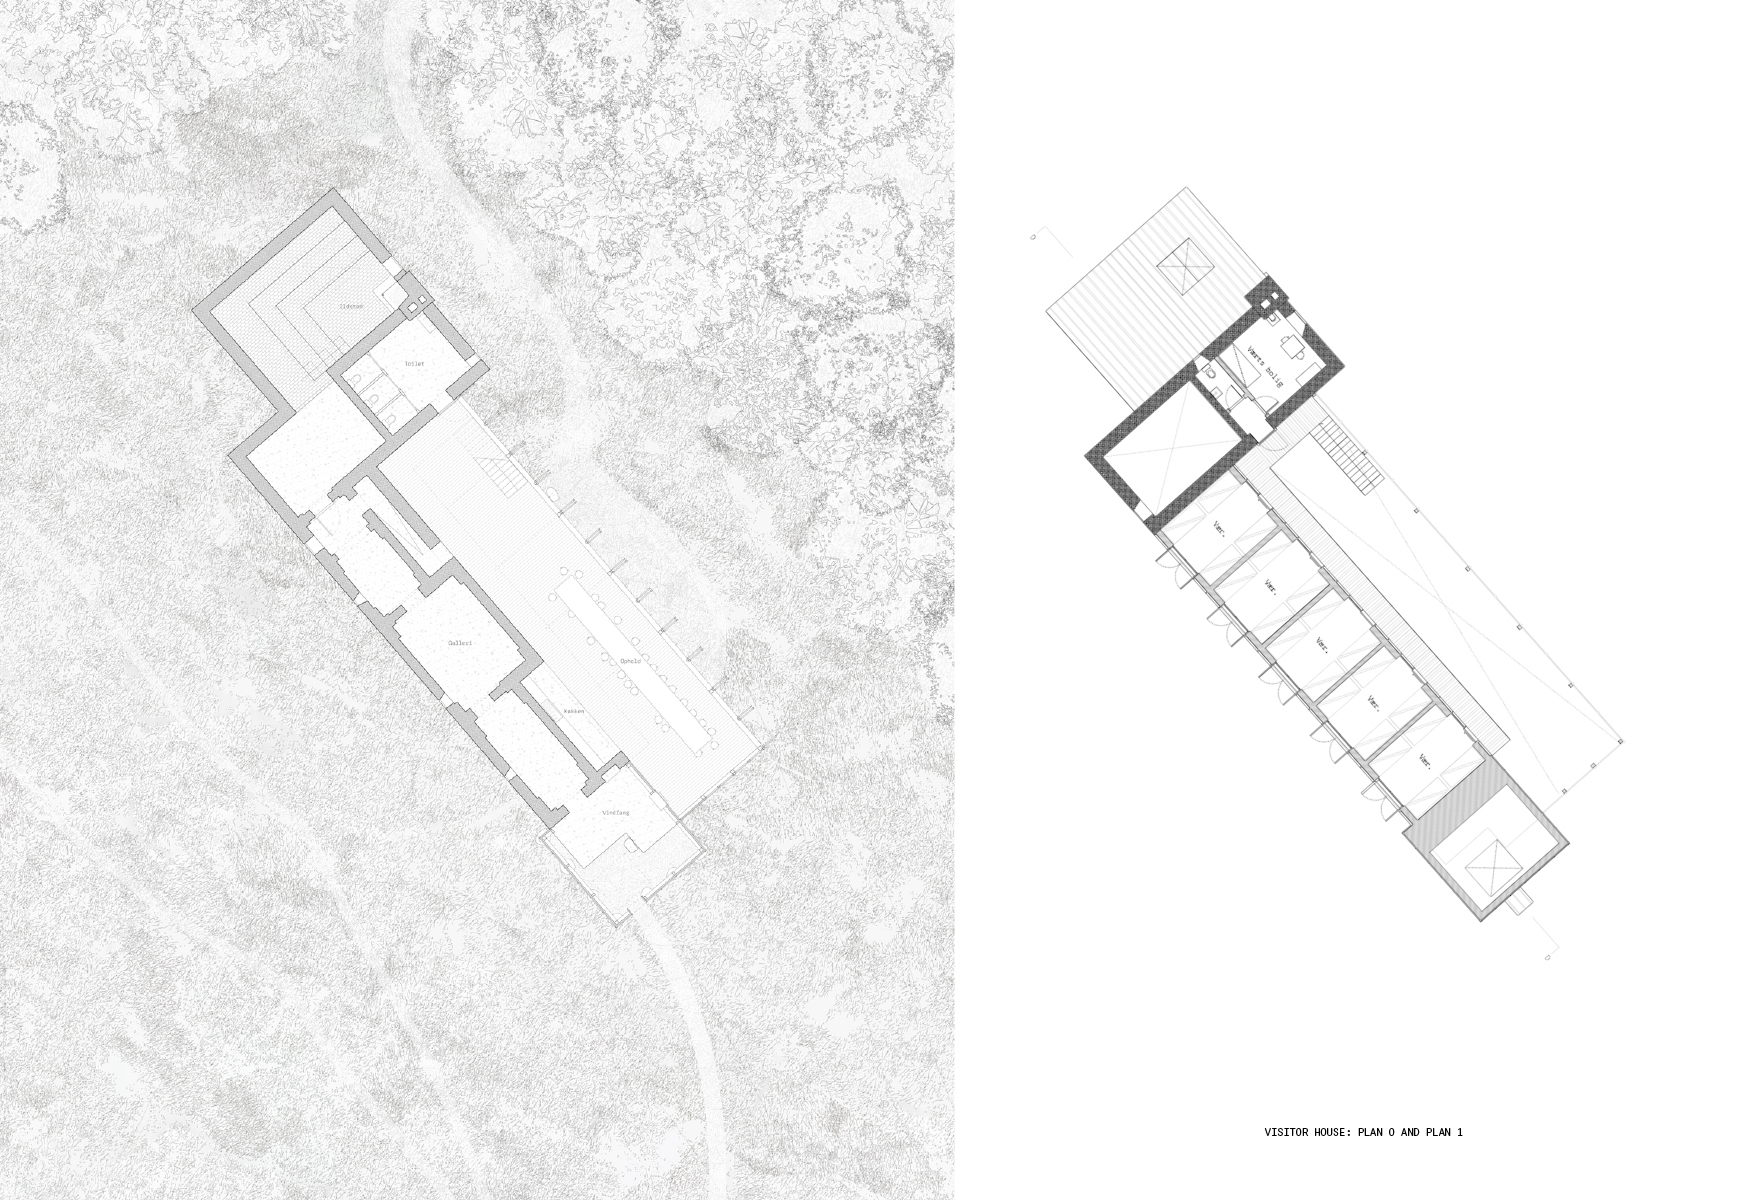 Ildsted
Toilet
Galleri
Ophold
Køkken
Vindfang
D
Værts bolig
Vær.
Vær.
Vær.
Vær.
Vær.
D
VISITOR HOUSE: PLAN 0 AND PLAN 1